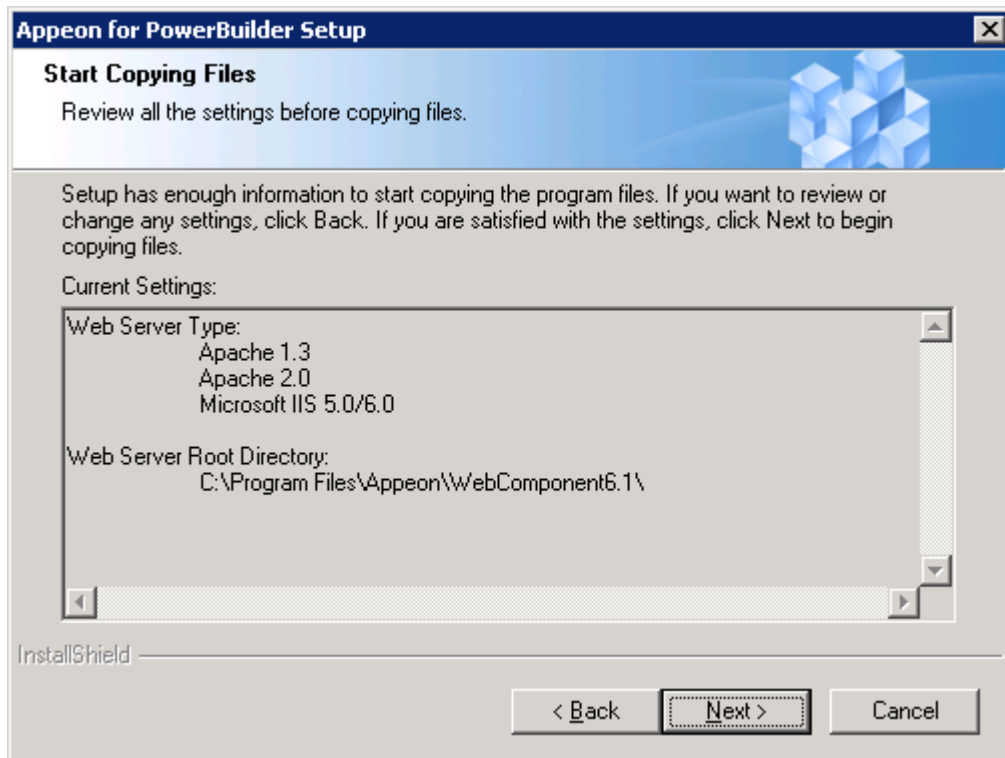 Appeon for PowerBuilder Setup
Start Copying Files
Review all the settings before copying files.
Setup has enough information to start copying the program files. If you want to review or
change any settings, click Back. If you are satisfied with the settings, click Next to begin
copying files.
Current Settings:
Web Server Type:
Apache 1.3
Apache 2.0
Microsoft IIS 5.0/6.0
Web Server Root Directory:
C:\Program Files\Appeon\WebComponent6.1\
InstallShield
< Back
Next >
Cancel